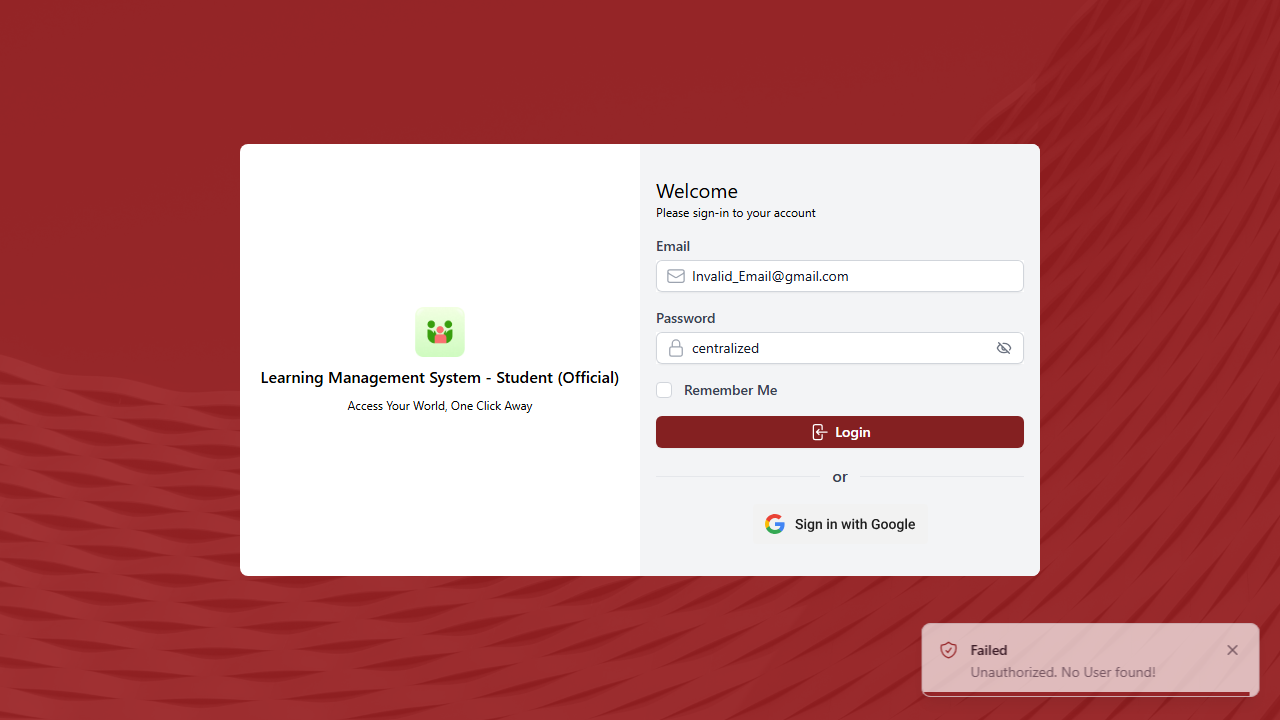 Learning Management System - Student (Official)
Access Your World, One Click Away
Welcome
Please sign-in to your account
Email
Invalid_Email@gmail.com
Password
centralized
Remember Me
Login
or
Sign in with Google
Failed
Unauthorized. No User found!